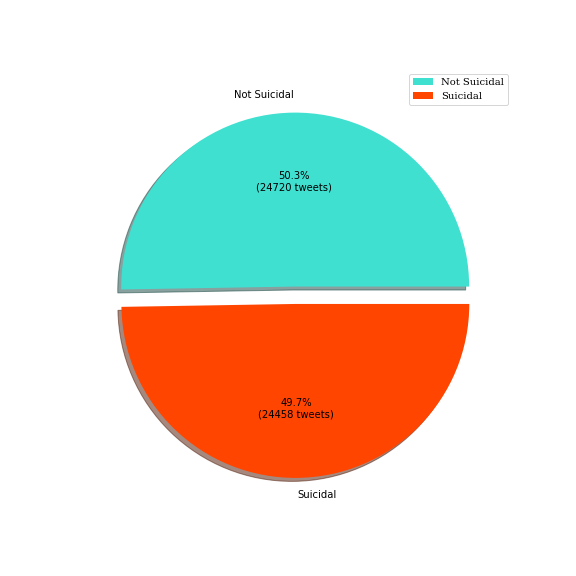 Not Suicidal
Suicidal
Not Suicidal
50.3%
(24720 tweets)
49.7%
(24458 tweets)
Suicidal